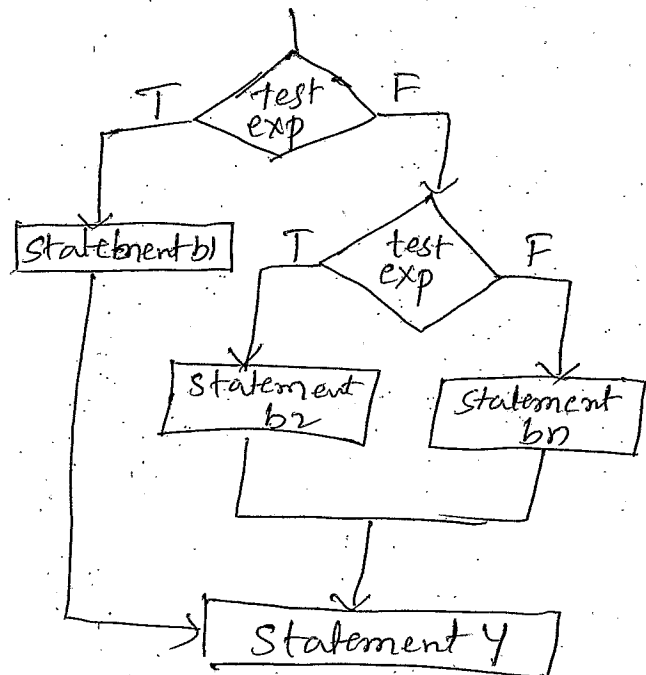 T
test
exp
F
Statement b1
T
test
exp
F
Statement
b2
Statement
bn
Statement Y